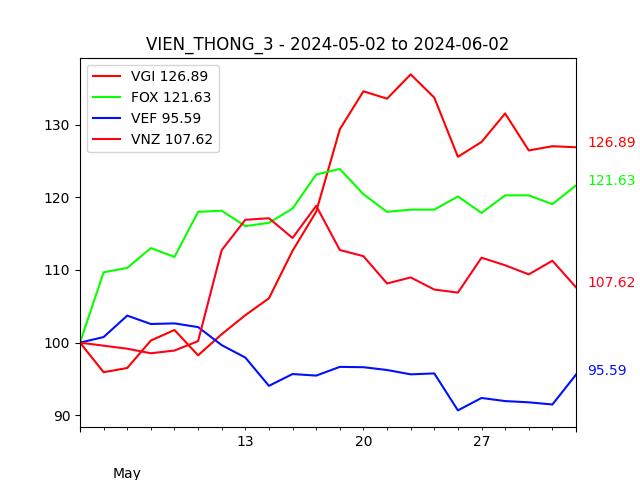 VIEN_THONG_3 - 2024-05-02 to 2024-06-02
VGI 126.89
FOX 121.63
VEF 95.59
VNZ 107.62
130
120
110
100
90
126.89
121.63
107.62
95.59
13
20
27
May